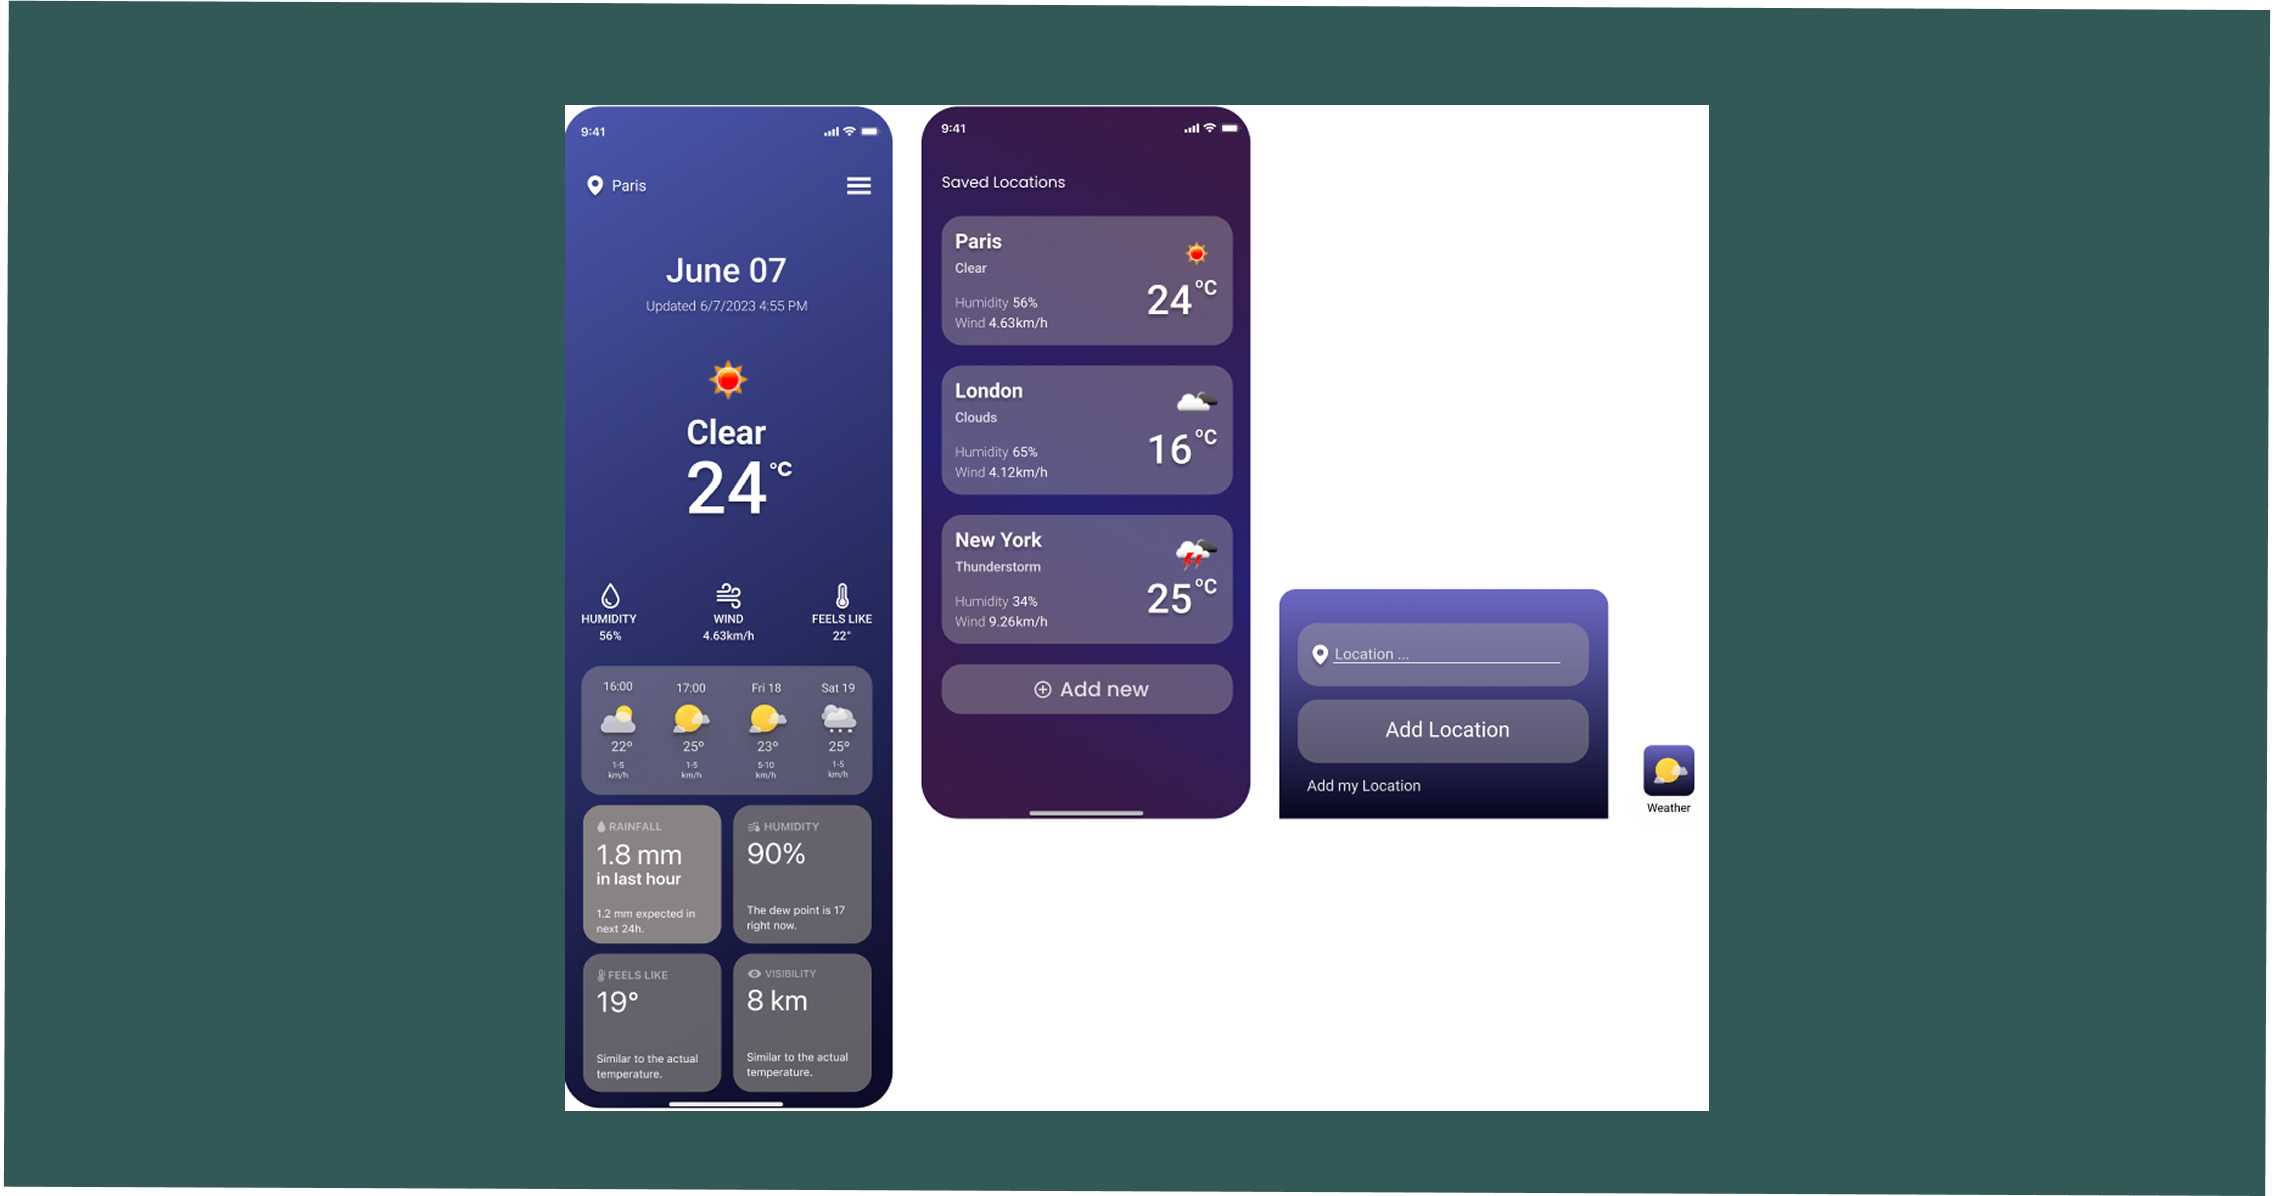 9:41
Paris
June 07
Updated 6/7/2023 4:55 PM
Clear
24°C
HUMIDITY
56%
WIND
4.63km/h
FEELS LIKE
22°
16:00
22°
1-5
km/h
17:00
25°
1-5
km/h
Fri 18
23°
5-10
km/h
Sat 19
25°
1-5
km/h
RAINFALL
1.8 mm
in last hour
1.2 mm expected in
next 24h.
HUMIDITY
90%
The dew point is 17
right now.
FEELS LIKE
19°
Similar to the actual
temperature.
VISIBILITY
8 km
Similar to the actual
temperature.
9:41
Saved Locations
Paris
Clear
Humidity 56%
Wind 4.63km/h
24°C
London
Clouds
Humidity 65%
Wind 4.12km/h
16°C
New York
Thunderstorm
Humidity 34%
Wind 9.26km/h
25°C
Add new
Location ...
Add Location
Add my Location
Weather